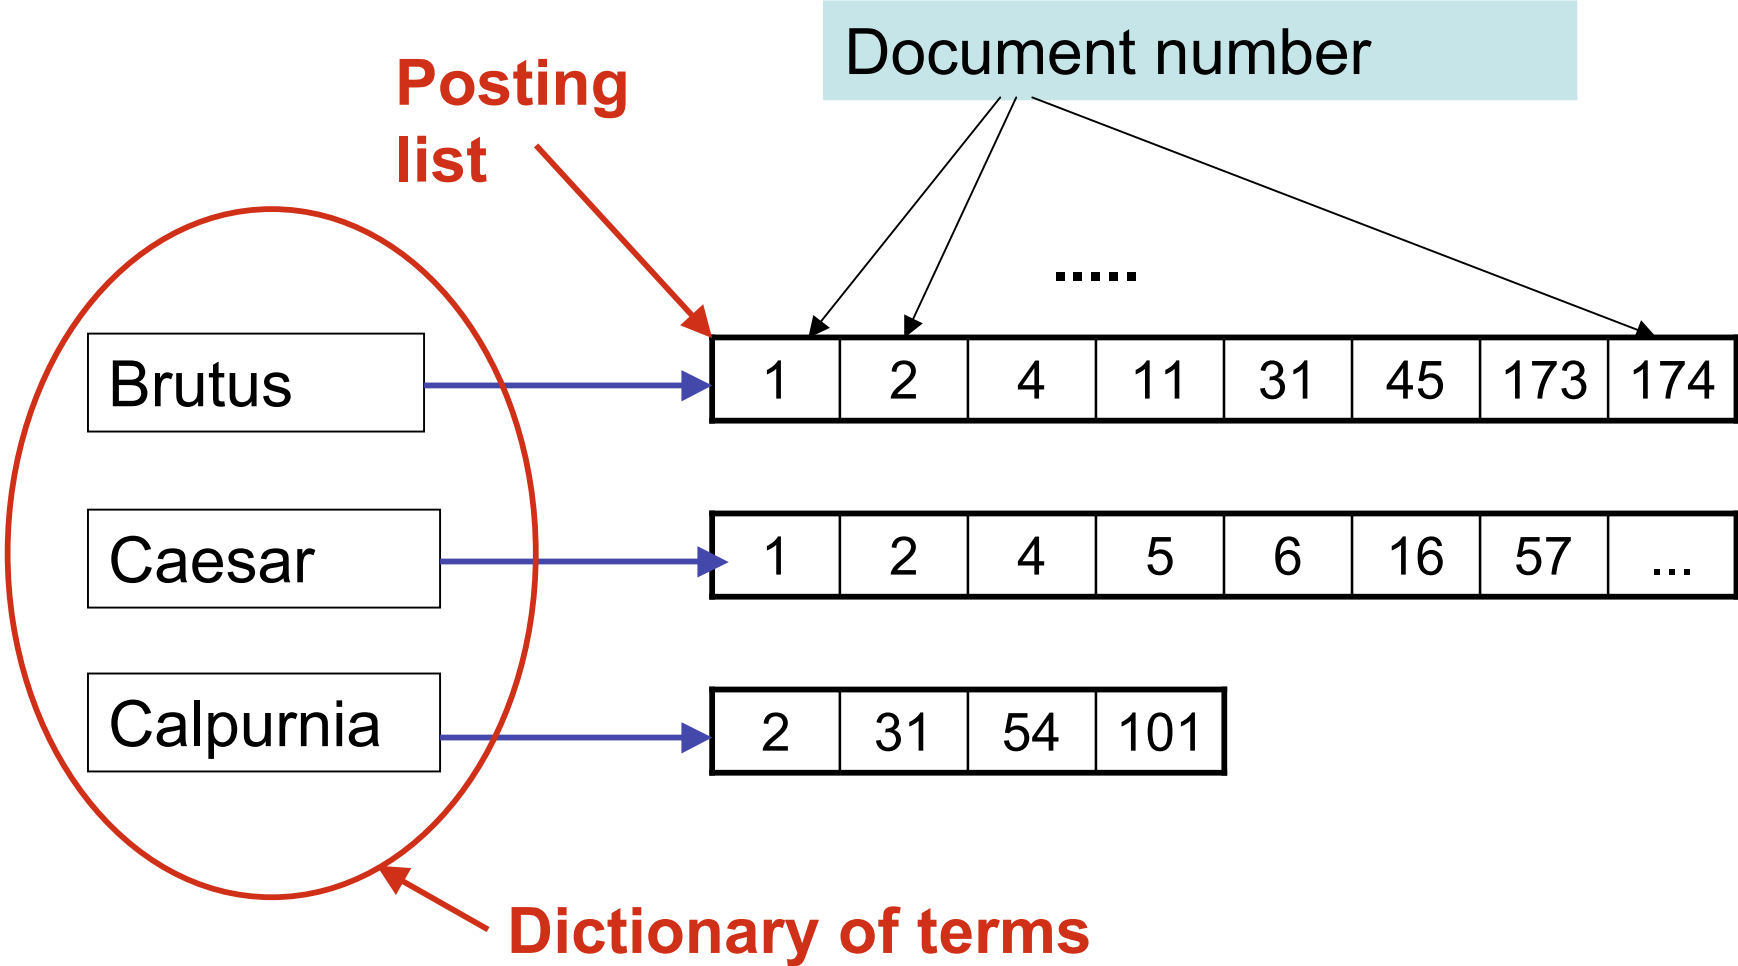 Document number
Posting
list
.....
Brutus 1 2 4 11 31 45 173 174
Caesar 1 2 4 5 6 16 57 ...
Calpurnia 2 31 54 101
Dictionary of terms